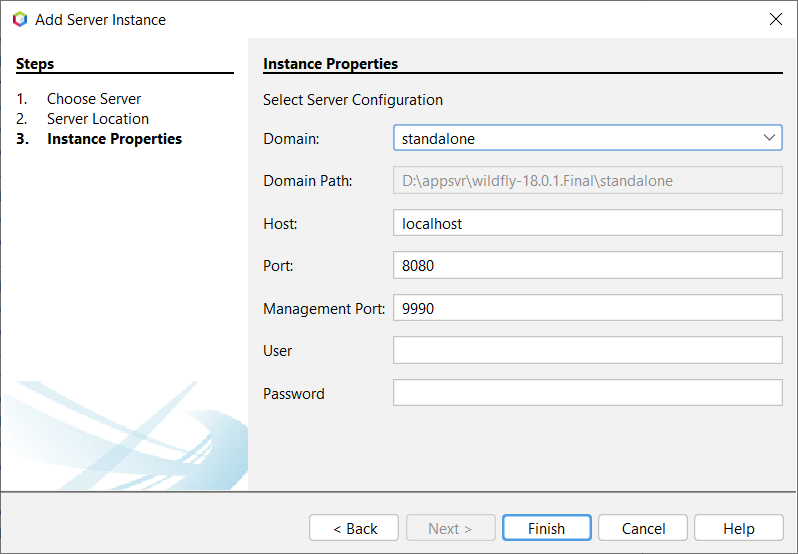 Add Server Instance
Steps
1. Choose Server
2. Server Location
3. Instance Properties
Instance Properties
Select Server Configuration
Domain: standalone
Domain Path: D:\appsvr\wildfly-18.0.1.Final\standalone
Host: localhost
Port: 8080
Management Port: 9990
User
Password
< Back Next > Finish Cancel Help